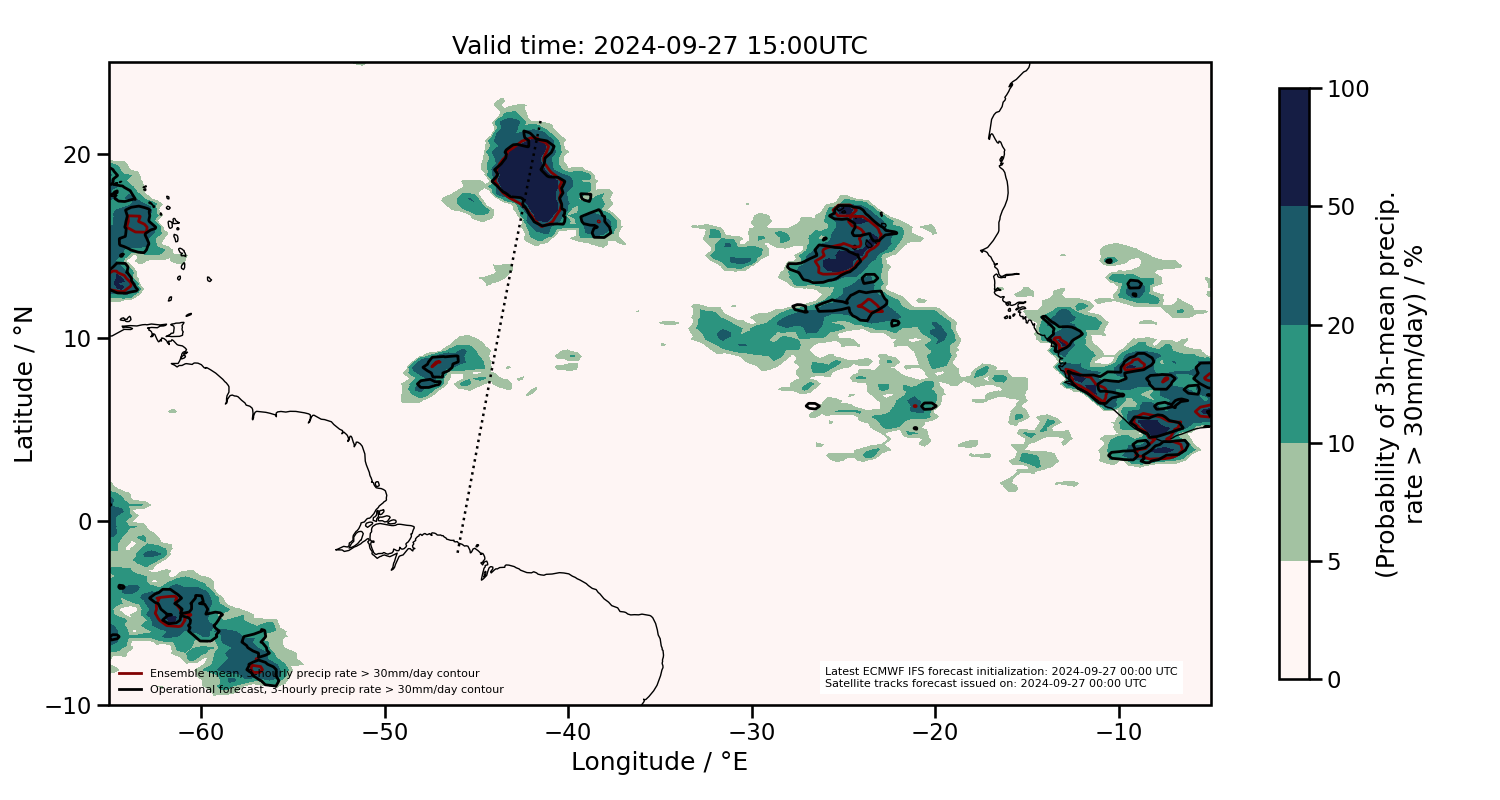 Valid time: 2024-09-27 15:00UTC
Latitude / °N
20
10
0
−10
−60
−50
−40
−30
−20
−10
Longitude / °E
Ensemble mean, 3-hourly precip rate > 30mm/day contour
Operational forecast, 3-hourly precip rate > 30mm/day contour
Latest ECMWF IFS forecast initialization: 2024-09-27 00:00 UTC
Satellite tracks forecast issued on: 2024-09-27 00:00 UTC
100
50
20
10
5
0
(Probability of 3h-mean precip.
rate > 30mm/day) / %